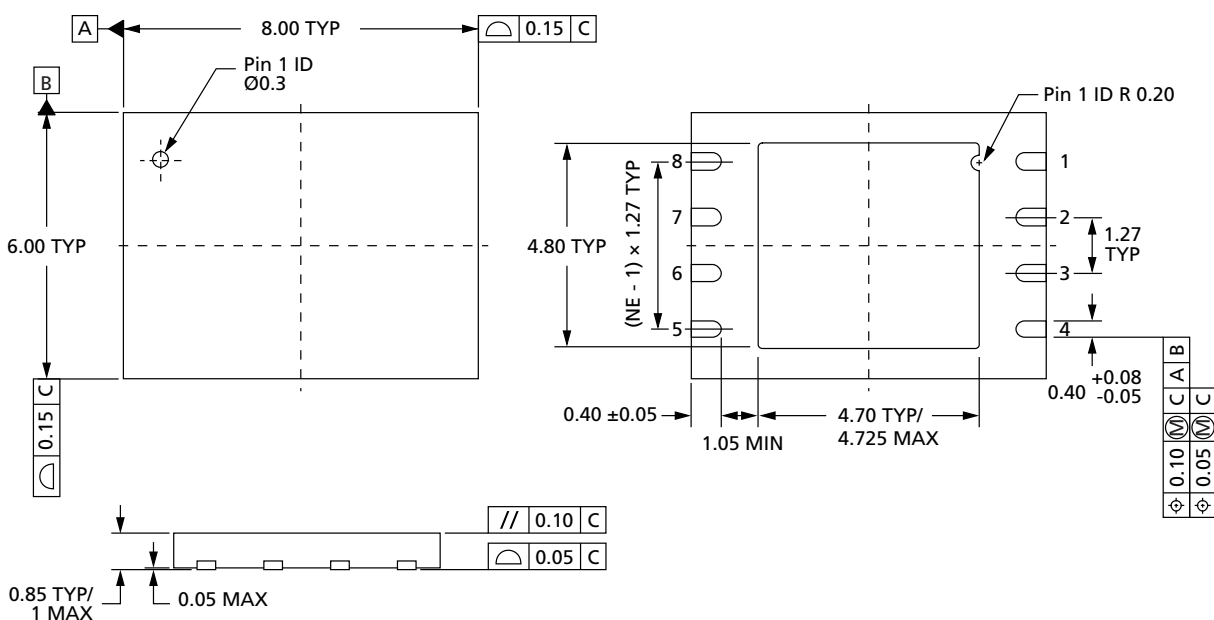 A
8.00 TYP
⌓ 0.15 C
Pin 1 ID
Ø0.3
B
6.00 TYP
⌓ 0.15 C
Pin 1 ID R 0.20
8
7
6
5
1
2
3
4
4.80 TYP
(NE - 1) × 1.27 TYP
1.27
TYP
0.40 ±0.05
1.05 MIN
4.70 TYP/
4.725 MAX
0.40 +0.08
-0.05
⌖ 0.10 Ⓜ C A B
⌖ 0.05 Ⓜ C
// 0.10 C
⌓ 0.05 C
0.85 TYP/
1 MAX
0.05 MAX